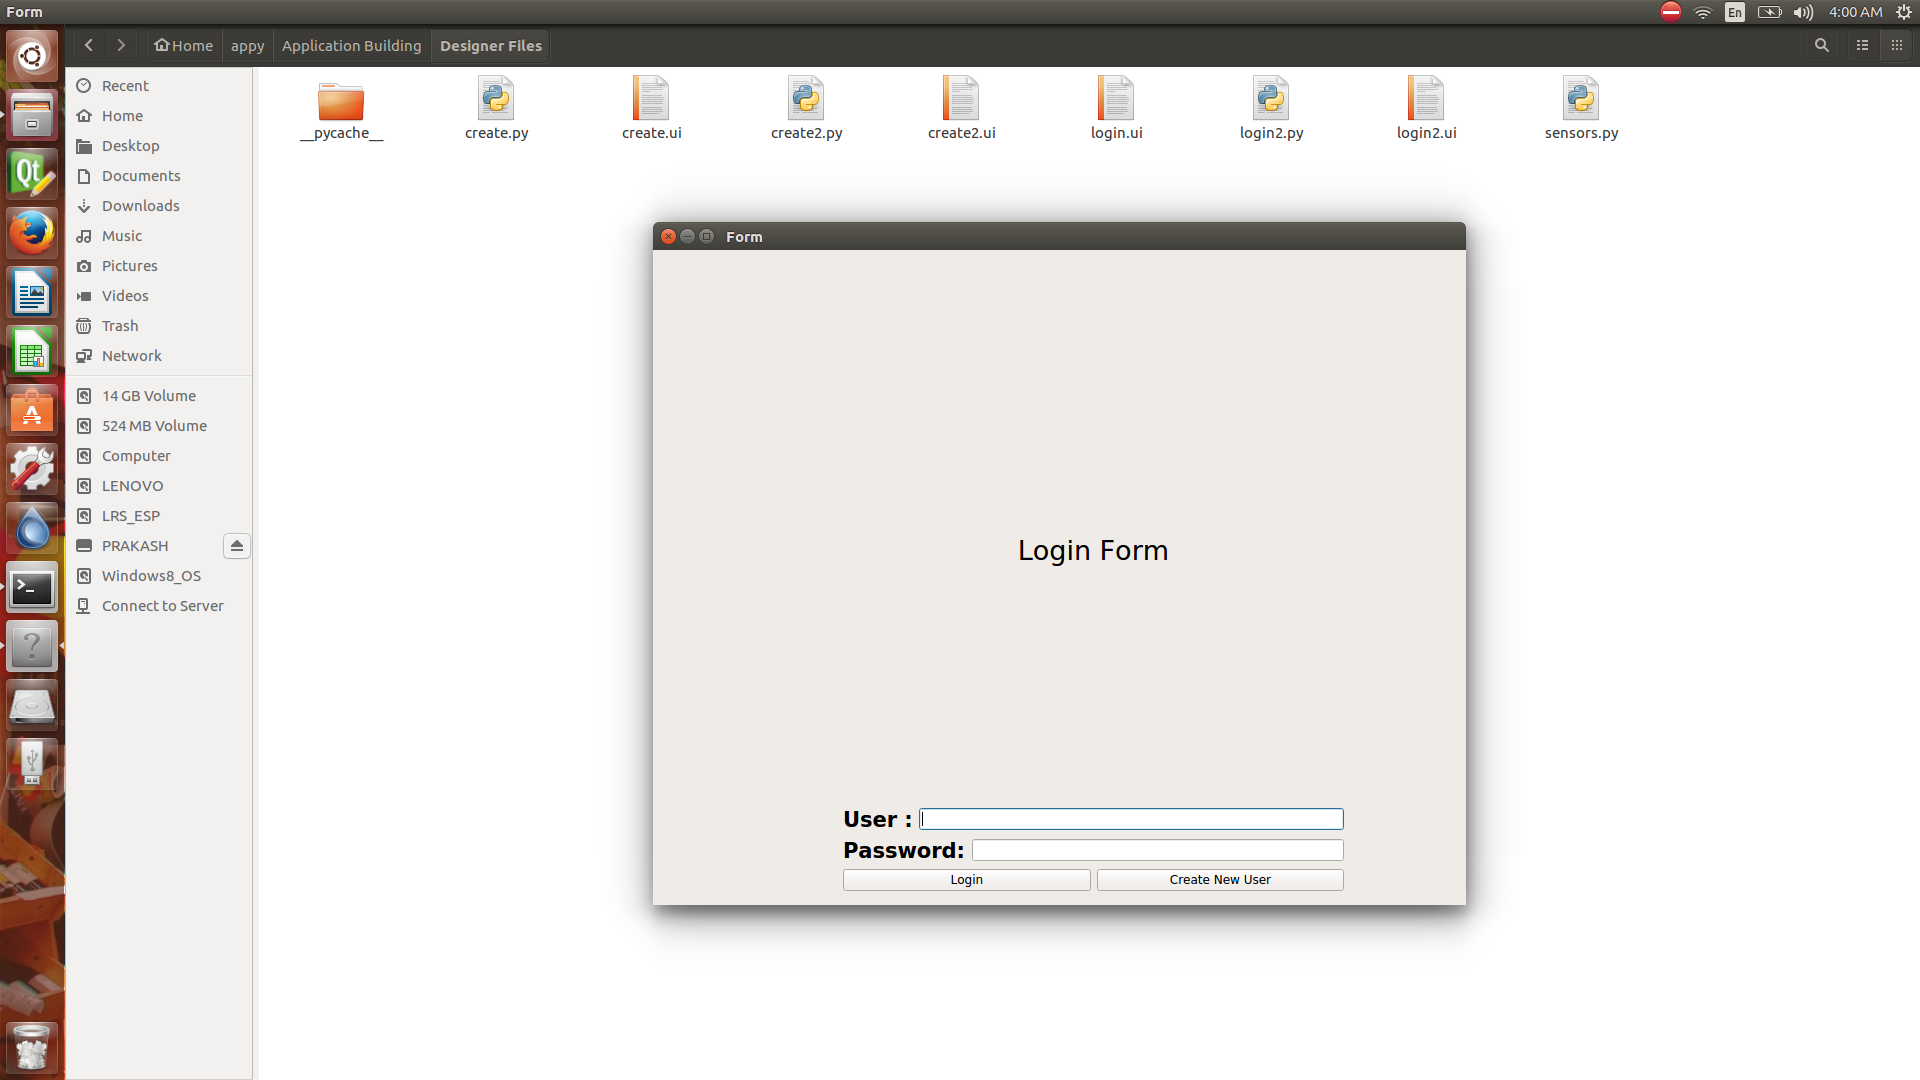 Form
En
4:00 AM
Home
appy
Application Building
Designer Files
Recent
Home
Desktop
Documents
Downloads
Music
Pictures
Videos
Trash
Network
14 GB Volume
524 MB Volume
Computer
LENOVO
LRS_ESP
PRAKASH
Windows8_OS
Connect to Server
__pycache__
create.py
create.ui
create2.py
create2.ui
login.ui
login2.py
login2.ui
sensors.py
Qt
Form
Login Form
User :
Password:
Login
Create New User